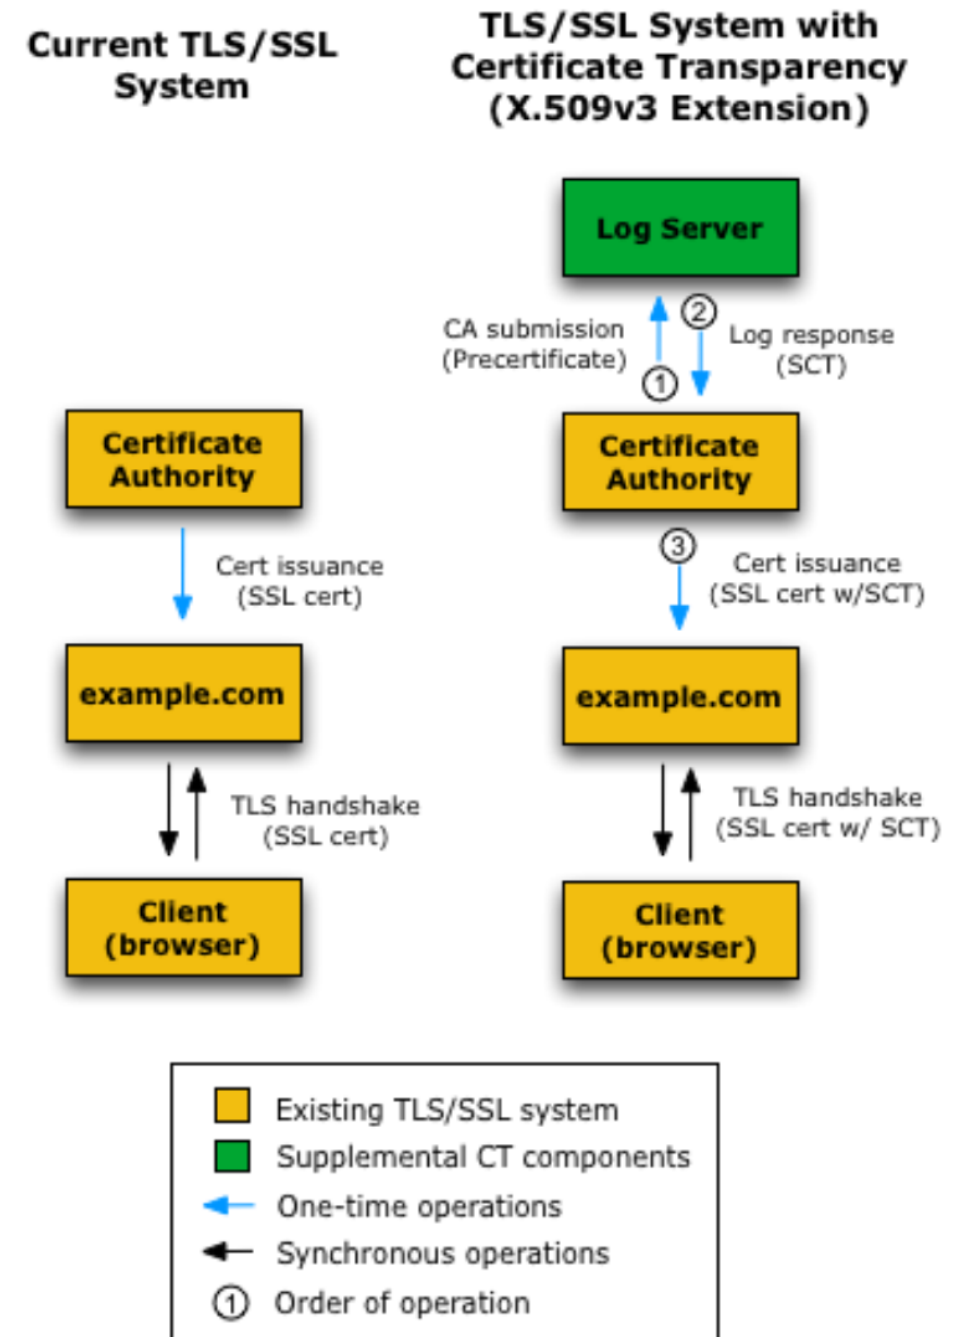 Current TLS/SSL
System
TLS/SSL System with
Certificate Transparency
(X.509v3 Extension)
Log Server
CA submission
(Precertificate)
1
2
Log response
(SCT)
Certificate
Authority
Cert issuance
(SSL cert)
example.com
TLS handshake
(SSL cert)
Client
(browser)
Certificate
Authority
3
Cert issuance
(SSL cert w/SCT)
example.com
TLS handshake
(SSL cert w/ SCT)
Client
(browser)
Existing TLS/SSL system
Supplemental CT components
One-time operations
Synchronous operations
1 Order of operation